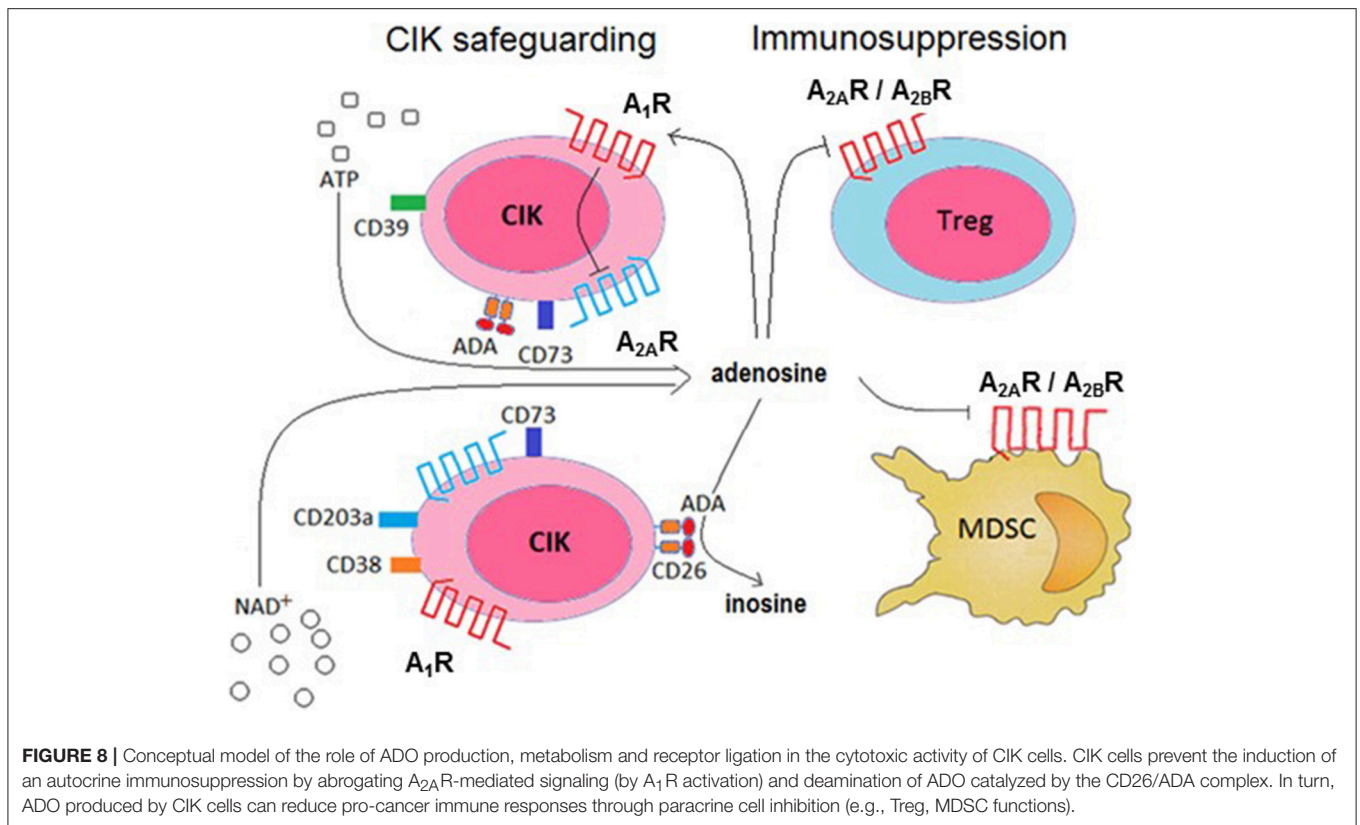 CIK safeguarding
Immunosuppression
A1R
A2AR / A2BR
ATP
CD39
CIK
Treg
ADA
CD73
A2AR
adenosine
A2AR / A2BR
CD73
CD203a
CIK
ADA
CD38
CD26
MDSC
NAD+
inosine
A1R
FIGURE 8 | Conceptual model of the role of ADO production, metabolism and receptor ligation in the cytotoxic activity of CIK cells. CIK cells prevent the induction of
an autocrine immunosuppression by abrogating A2AR-mediated signaling (by A1R activation) and deamination of ADO catalyzed by the CD26/ADA complex. In turn,
ADO produced by CIK cells can reduce pro-cancer immune responses through paracrine cell inhibition (e.g., Treg, MDSC functions).